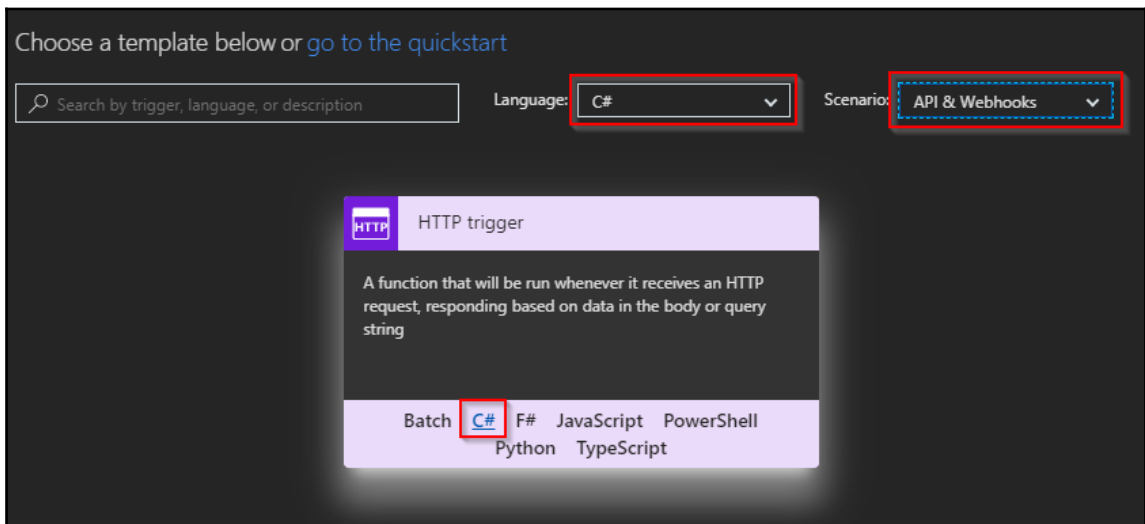 Choose a template below or go to the quickstart
Search by trigger, language, or description
Language: C#
Scenario: API & Webhooks
HTTP
HTTP trigger
A function that will be run whenever it receives an HTTP
request, responding based on data in the body or query
string
Batch C# F# JavaScript PowerShell
Python TypeScript